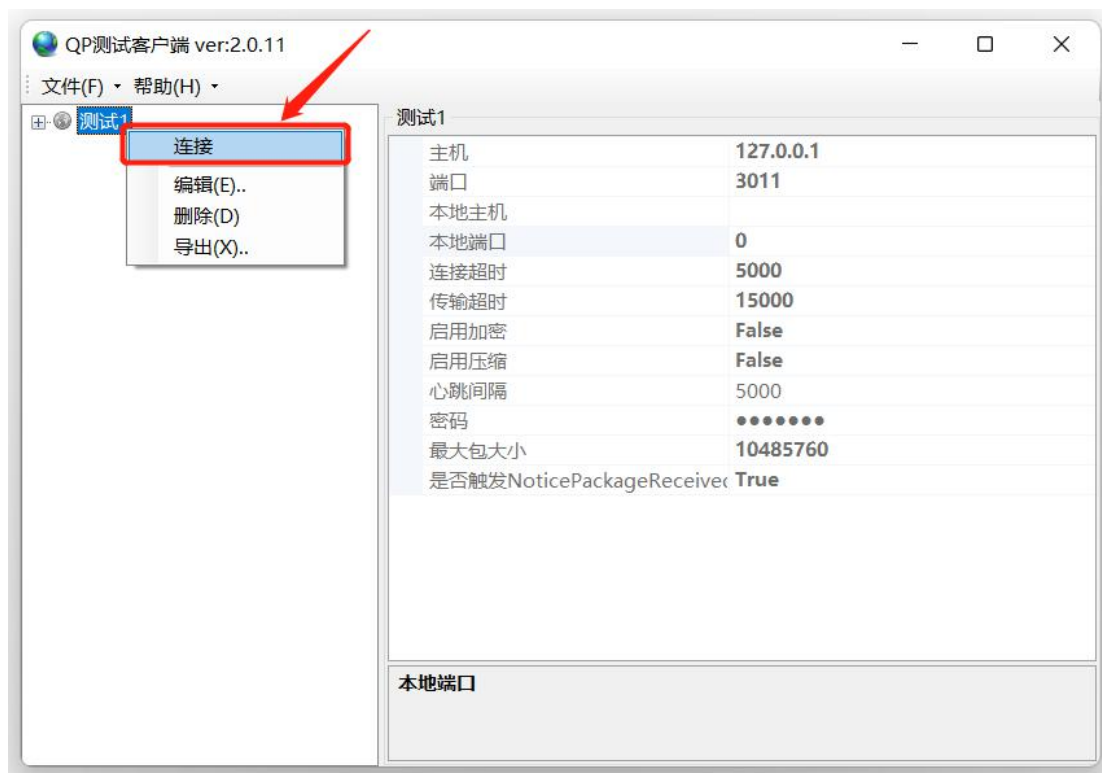 QP测试客户端 ver:2.0.11
文件(F) 帮助(H)
测试1
连接
编辑(E)..
删除(D)
导出(X)..
测试1
主机 127.0.0.1
端口 3011
本地主机
本地端口 0
连接超时 5000
传输超时 15000
启用加密 False
启用压缩 False
心跳间隔 5000
密码 ●●●●●●●
最大包大小 10485760
是否触发NoticePackageReceived True
本地端口